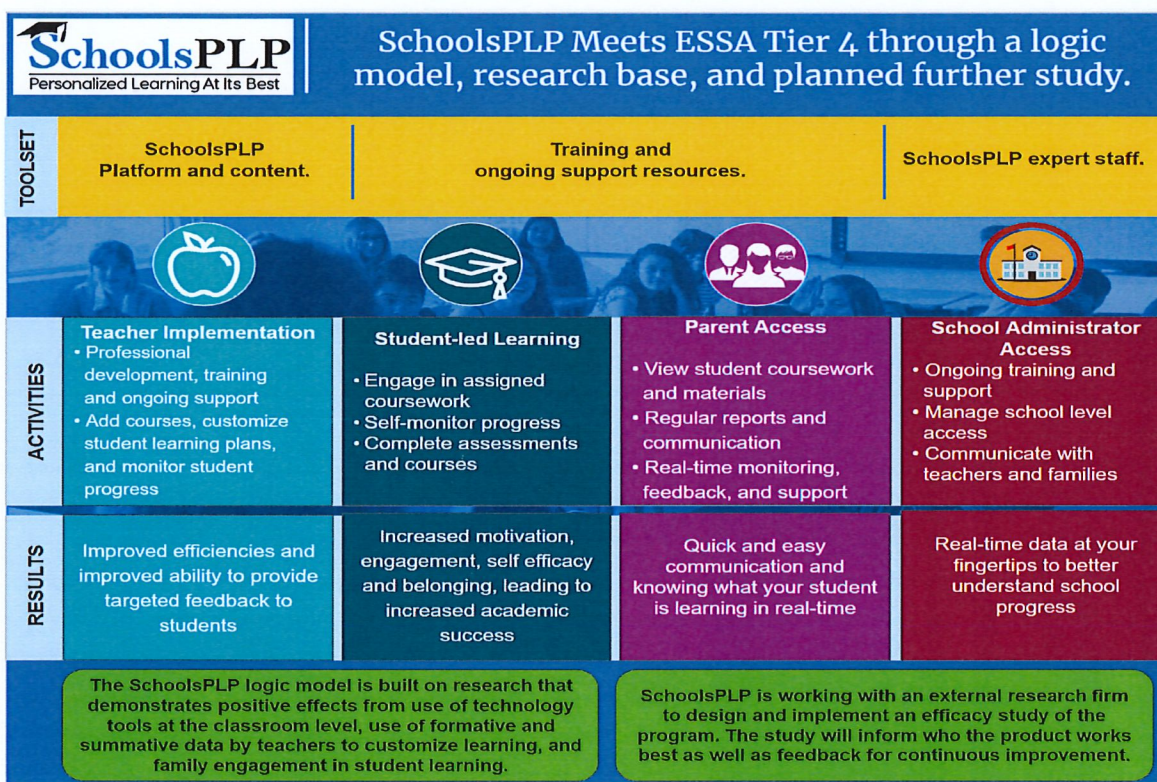 SchoolsPLP
Personalized Learning At Its Best
SchoolsPLP Meets ESSA Tier 4 through a logic
model, research base, and planned further study.
TOOLSET
SchoolsPLP
Platform and content.
Training and
ongoing support resources.
SchoolsPLP expert staff.
ACTIVITIES
Teacher Implementation
• Professional
development, training
and ongoing support
• Add courses, customize
student learning plans,
and monitor student
progress
Student-led Learning
• Engage in assigned
coursework
• Self-monitor progress
• Complete assessments
and courses
Parent Access
• View student coursework
and materials
• Regular reports and
communication
• Real-time monitoring,
feedback, and support
School Administrator
Access
• Ongoing training and
support
• Manage school level
access
• Communicate with
teachers and families
RESULTS
Improved efficiencies and
improved ability to provide
targeted feedback to
students
Increased motivation,
engagement, self efficacy
and belonging, leading to
increased academic
success
Quick and easy
communication and
knowing what your student
is learning in real-time
Real-time data at your
fingertips to better
understand school
progress
The SchoolsPLP logic model is built on research that
demonstrates positive effects from use of technology
tools at the classroom level, use of formative and
summative data by teachers to customize learning, and
family engagement in student learning.
SchoolsPLP is working with an external research firm
to design and implement an efficacy study of the
program. The study will inform who the product works
best as well as feedback for continuous improvement.